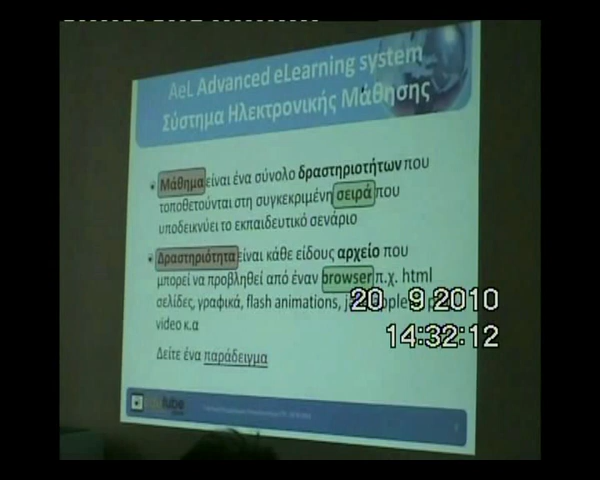 AeL Advanced eLearning system
Σύστημα Ηλεκτρονικής Μάθησης
Μάθημα είναι ένα σύνολο δραστηριοτήτων που
τοποθετούνται στη συγκεκριμένη σειρά που
υποδεικνύει το εκπαιδευτικό σενάριο
Δραστηριότητα είναι κάθε είδους αρχείο που
μπορεί να προβληθεί από έναν browser π.χ. html
σελίδες, γραφικά, flash animations,
video κ.α
Δείτε ένα παράδειγμα
20 9 2010
14:32:12